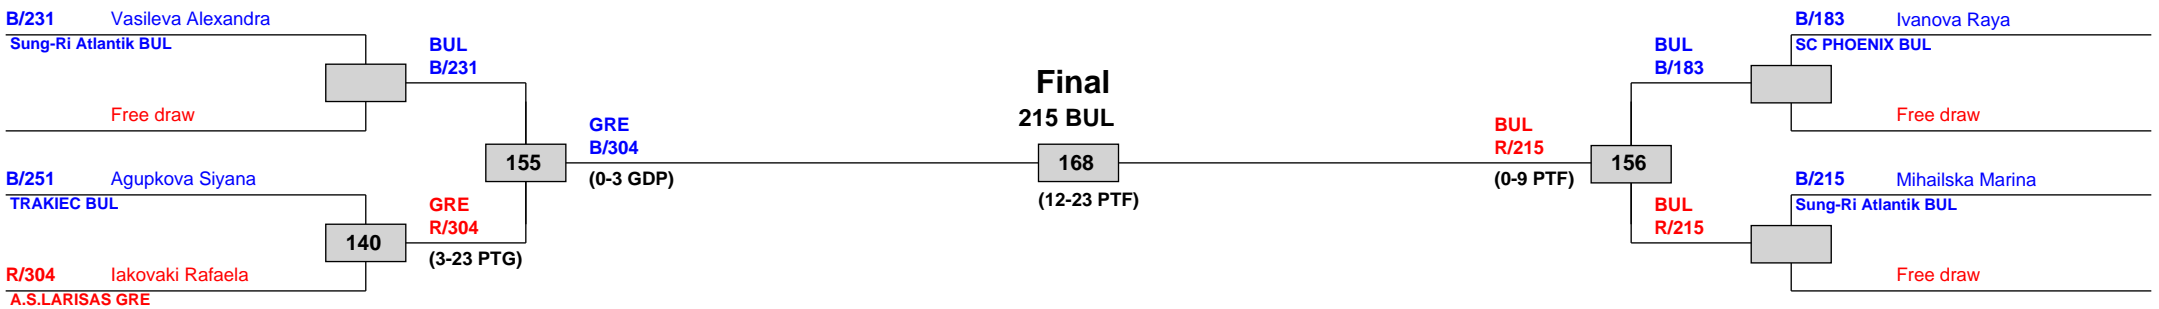 B/231 Vasileva Alexandra
Sung-Ri Atlantik BUL
Free draw
BUL
B/231
B/251 Agupkova Siyana
TRAKIEC BUL
140
R/304 Iakovaki Rafaela
A.S.LARISAS GRE
GRE
R/304
(3-23 PTG)
155
GRE
B/304
(0-3 GDP)
Final
215 BUL
168
(12-23 PTF)
BUL
R/215
(0-9 PTF)
156
BUL
B/183
BUL
R/215
B/183 Ivanova Raya
SC PHOENIX BUL
Free draw
B/215 Mihailska Marina
Sung-Ri Atlantik BUL
Free draw